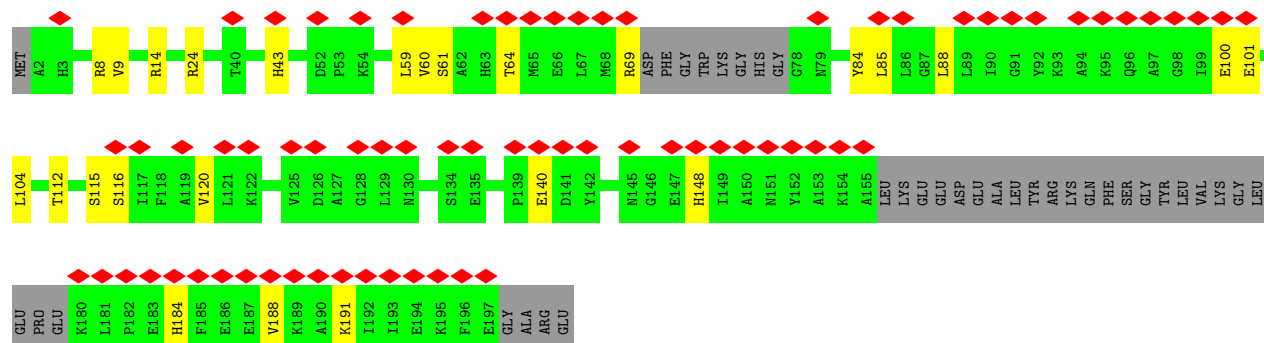 MET A2 H3 R8 V9 R14 R24 T40 H43 D52 P53 K54 L59 V60 S61 A62 H63 T64 M65 E66 L67 M68 R69 ASP PHE GLY TRP LYS GLY HIS GLY G78 N79 Y84 L85 L86 G87 L88 L89 I90 G91 Y92 K93 A94 K95 Q96 A97 G98 I99 E100 E101
L104 T112 S115 S116 I117 F118 A119 V120 L121 K122 V125 D126 A127 G128 L129 N130 S134 E135 P139 E140 D141 Y142 N145 G146 E147 H148 I149 A150 N151 Y152 A153 K154 A155 LEU LYS GLU GLU ASP GLU ALA LEU TYR ARG LYS GLN PHE SER GLY TYR LEU VAL LYS GLY LEU
GLU PRO GLU K180 L181 P182 E183 H184 F185 E186 E187 V188 K189 A190 K191 I192 I193 E194 K195 F196 E197 GLY ALA ARG GLU